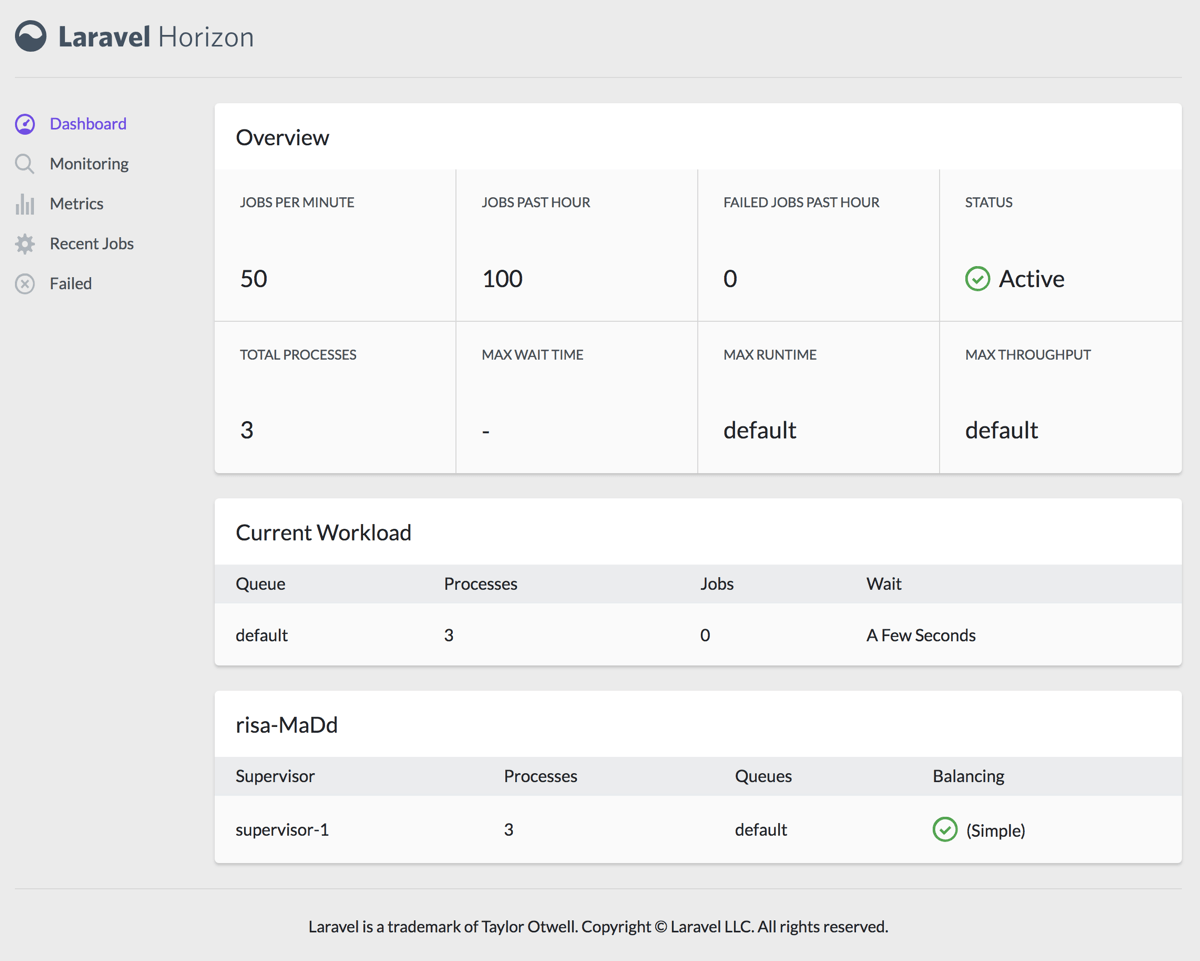 Laravel Horizon
Dashboard
Monitoring
Metrics
Recent Jobs
Failed
Overview
JOBS PER MINUTE JOBS PAST HOUR FAILED JOBS PAST HOUR STATUS
50 100 0 Active
TOTAL PROCESSES MAX WAIT TIME MAX RUNTIME MAX THROUGHPUT
3 - default default
Current Workload
Queue Processes Jobs Wait
default 3 0 A Few Seconds
risa-MaDd
Supervisor Processes Queues Balancing
supervisor-1 3 default (Simple)
Laravel is a trademark of Taylor Otwell. Copyright © Laravel LLC. All rights reserved.